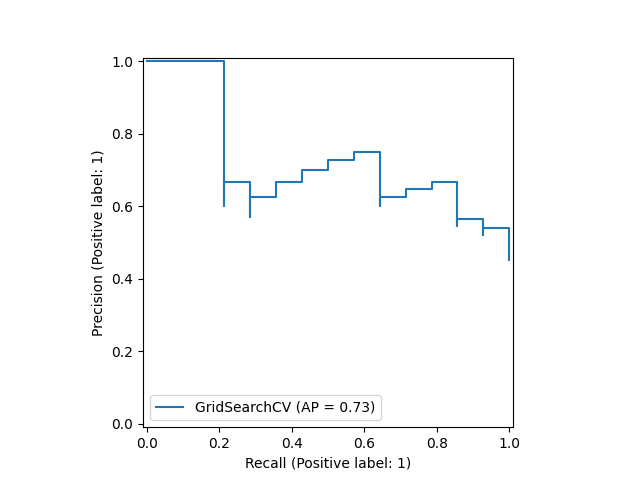 1.0
0.8
0.6
0.4
0.2
0.0
Precision (Positive label: 1)
GridSearchCV (AP = 0.73)
0.0 0.2 0.4 0.6 0.8 1.0
Recall (Positive label: 1)